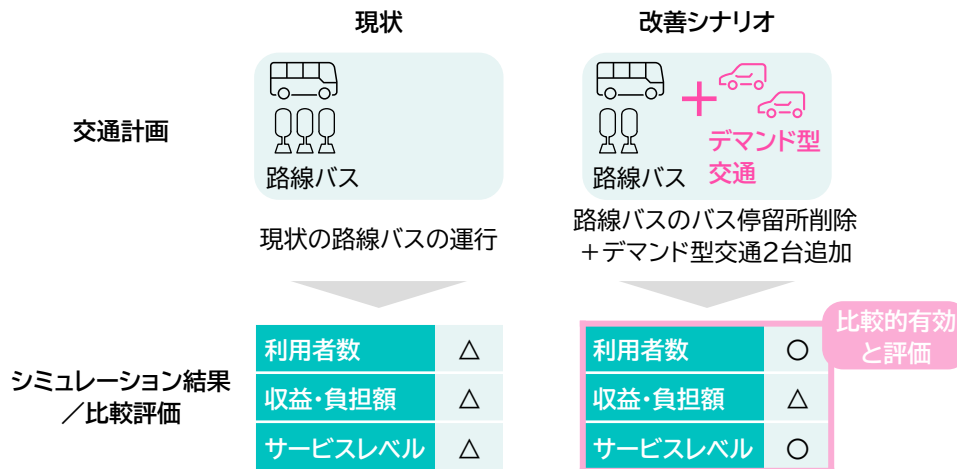 現状
改善シナリオ
交通計画
路線バス
路線バス
＋
デマンド型
交通
現状の路線バスの運行
路線バスのバス停留所削除
＋デマンド型交通2台追加
シミュレーション結果
／比較評価
利用者数 △
収益・負担額 △
サービスレベル △
利用者数 ○
収益・負担額 △
サービスレベル ○
比較的有効
と評価